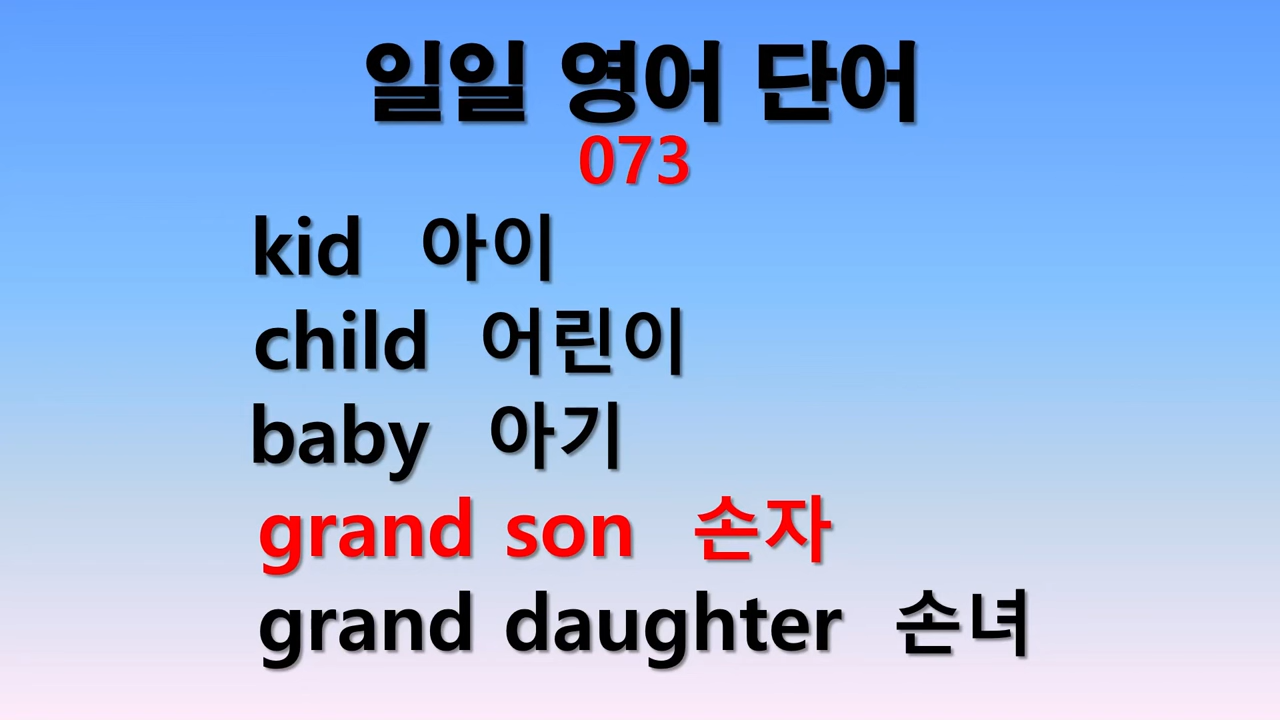 일일 영어 단어
073
kid 아이
child 어린이
baby 아기
grand son 손자
grand daughter 손녀